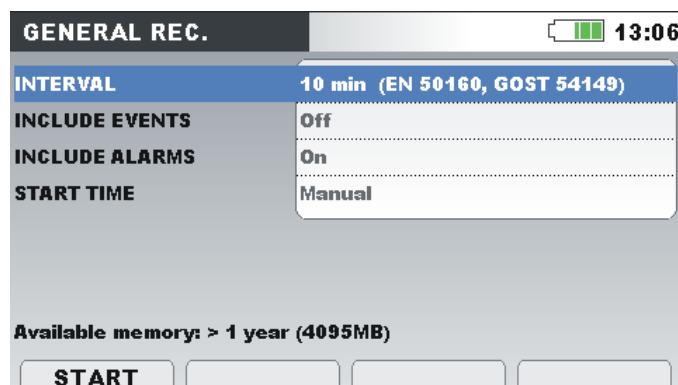 GENERAL REC. 13:06
INTERVAL 10 min (EN 50160, GOST 54149)
INCLUDE EVENTS Off
INCLUDE ALARMS On
START TIME Manual
Available memory: > 1 year (4095MB)
START